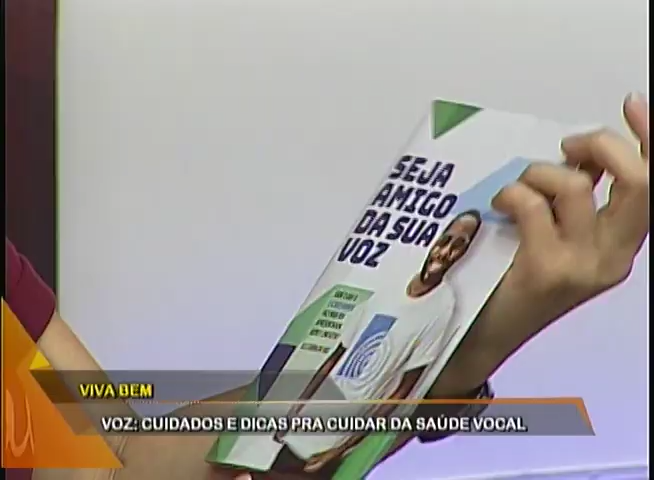 SEJA
AMIGO
DA SUA
VOZ
VIVA BEM
VOZ: CUIDADOS E DICAS PRA CUIDAR DA SAÚDE VOCAL